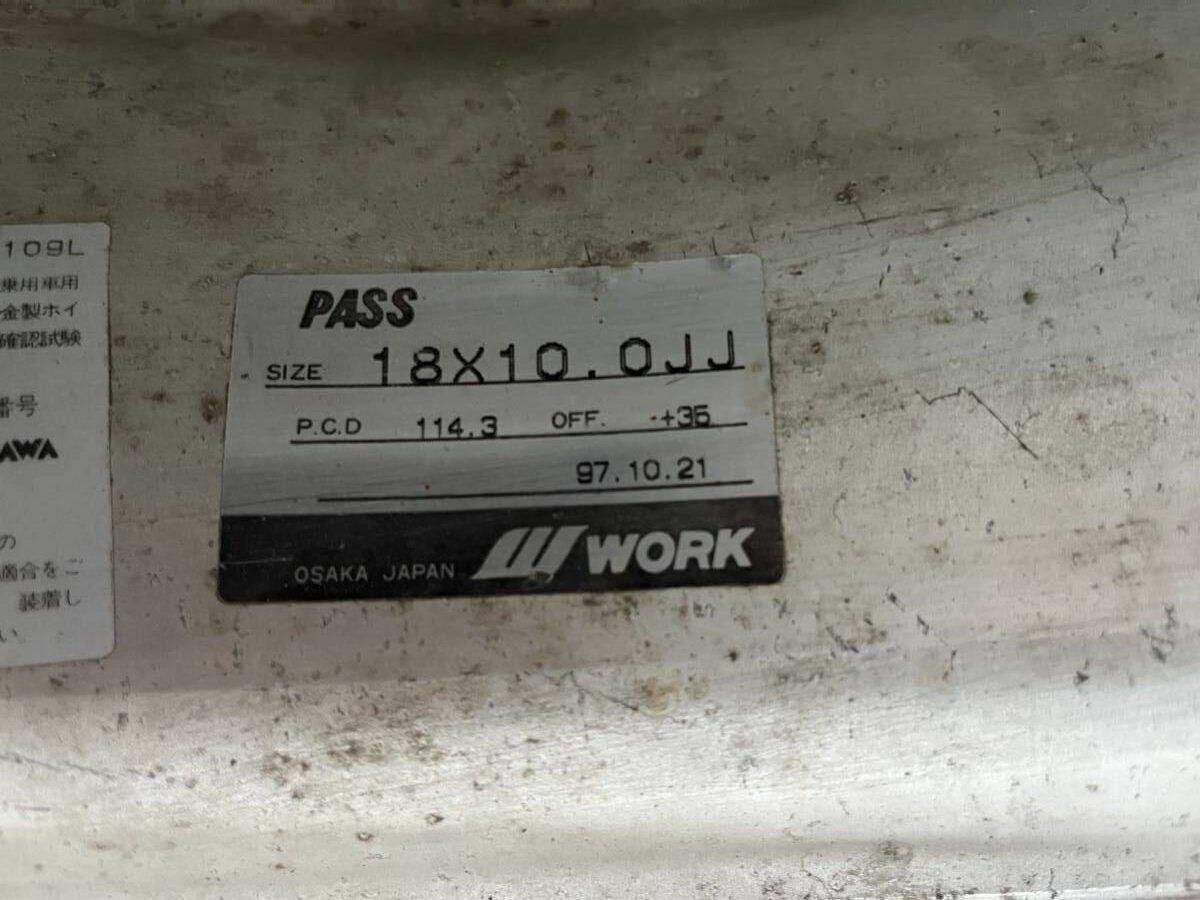 109L
乗用車用
金製ホイ
確認試験
番号
AWA
の
適合をご
装着し
い
PASS
SIZE 18X10.0JJ
P.C.D 114.3 OFF. +35
97.10.21
OSAKA JAPAN W WORK